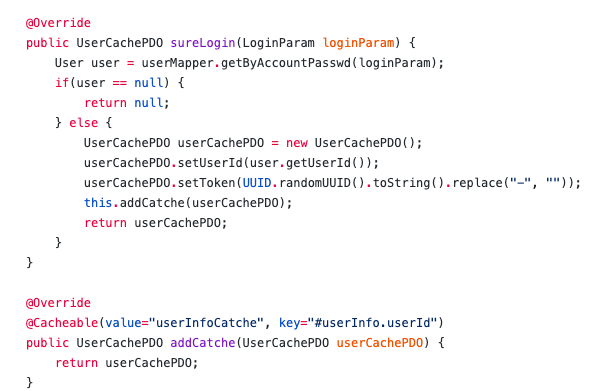 @Override
public UserCachePDO sureLogin(LoginParam loginParam) {
    User user = userMapper.getByAccountPasswd(loginParam);
    if(user == null) {
        return null;
    } else {
        UserCachePDO userCachePDO = new UserCachePDO();
        userCachePDO.setUserId(user.getUserId());
        userCachePDO.setToken(UUID.randomUUID().toString().replace("-", ""));
        this.addCatche(userCachePDO);
        return userCachePDO;
    }
}

@Override
@Cacheable(value="userInfoCatche", key="#userInfo.userId")
public UserCachePDO addCatche(UserCachePDO userCachePDO) {
    return userCachePDO;
}